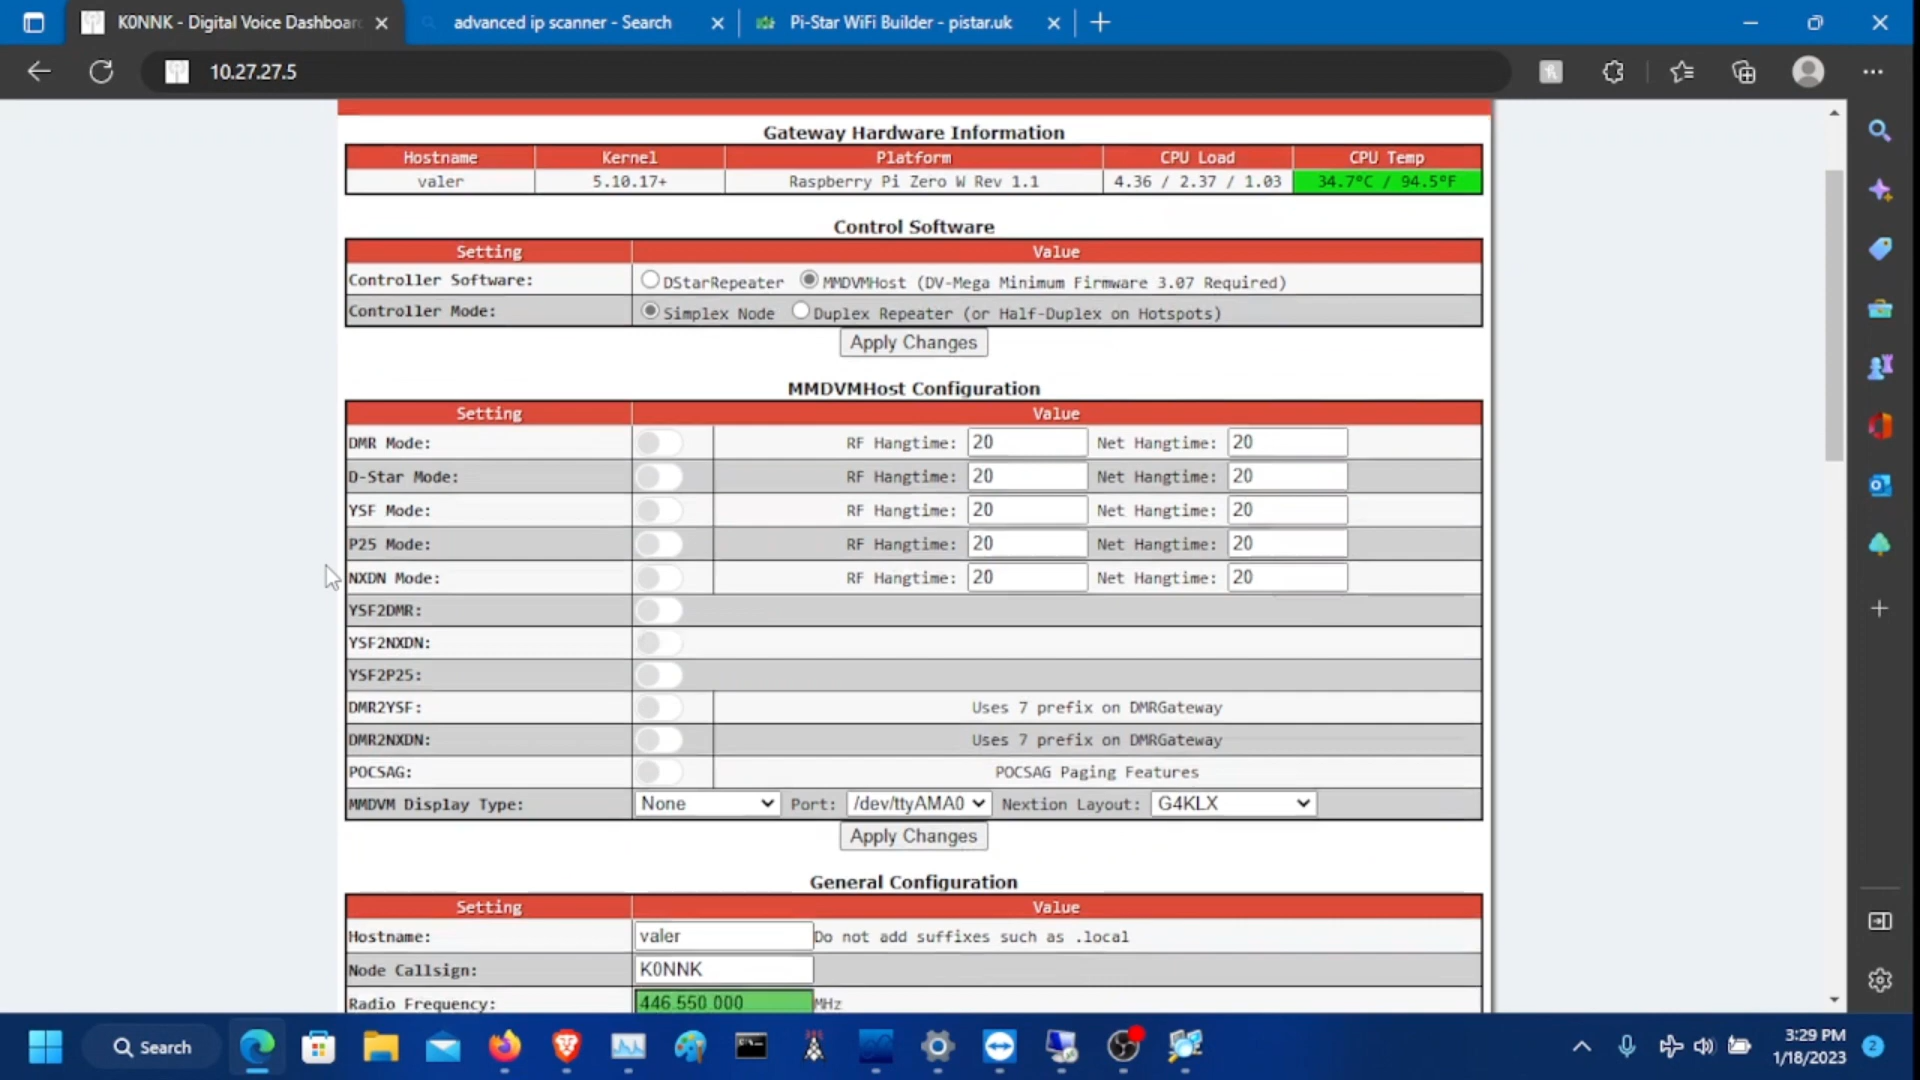 K0NNK - Digital Voice Dashboar
advanced ip scanner - Search
Pi-Star WiFi Builder - pistar.uk
10.27.27.5
Gateway Hardware Information
Hostname Kernel Platform CPU Load CPU Temp
valer 5.10.17+ Raspberry Pi Zero W Rev 1.1 4.36 / 2.37 / 1.03 34.7°C / 94.5°F
Control Software
Setting Value
Controller Software: DStarRepeater MMDVMHost (DV-Mega Minimum Firmware 3.07 Required)
Controller Mode: Simplex Node Duplex Repeater (or Half-Duplex on Hotspots)
Apply Changes
MMDVMHost Configuration
Setting Value
DMR Mode: RF Hangtime: 20 Net Hangtime: 20
D-Star Mode: RF Hangtime: 20 Net Hangtime: 20
YSF Mode: RF Hangtime: 20 Net Hangtime: 20
P25 Mode: RF Hangtime: 20 Net Hangtime: 20
NXDN Mode: RF Hangtime: 20 Net Hangtime: 20
YSF2DMR:
YSF2NXDN:
YSF2P25:
DMR2YSF: Uses 7 prefix on DMRGateway
DMR2NXDN: Uses 7 prefix on DMRGateway
POCSAG: POCSAG Paging Features
MMDVM Display Type: None Port: /dev/ttyAMA0 Nextion Layout: G4KLX
Apply Changes
General Configuration
Setting Value
Hostname: valer Do not add suffixes such as .local
Node Callsign: K0NNK
Radio Frequency: 446.550.000 MHz
Search
3:29 PM
1/18/2023
2